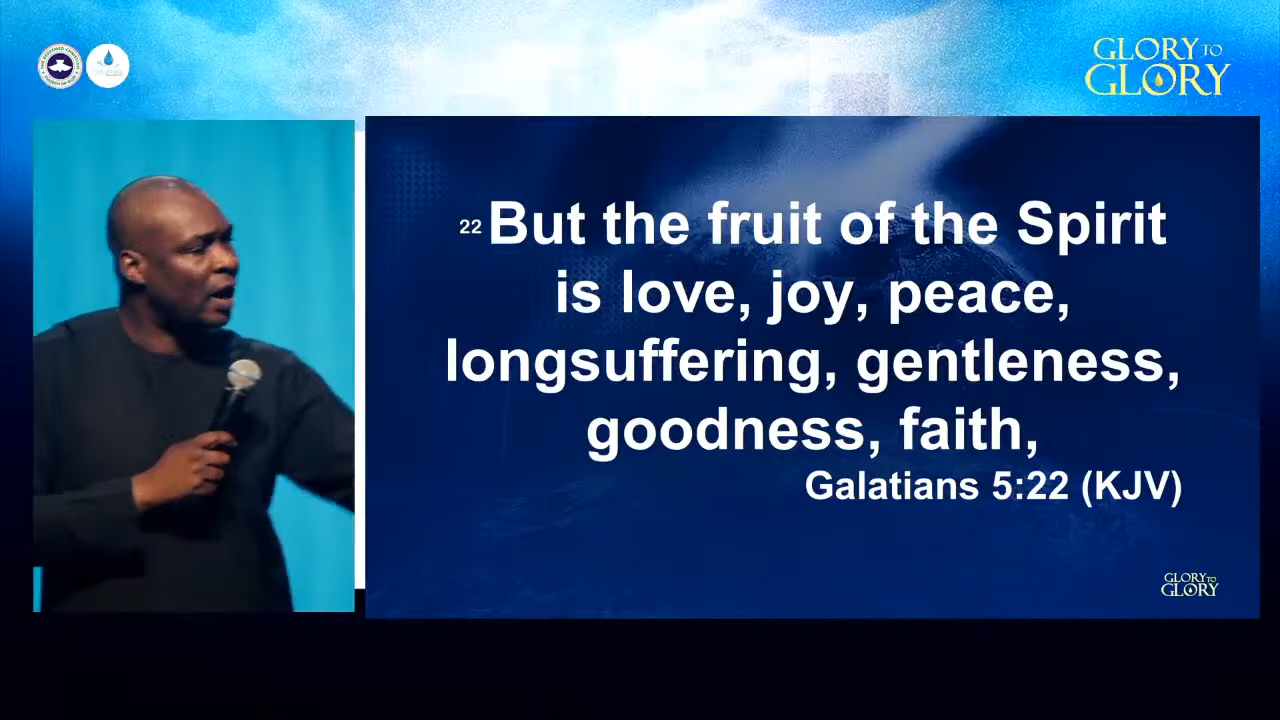 GLORY TO
GLORY
22 But the fruit of the Spirit
is love, joy, peace,
longsuffering, gentleness,
goodness, faith,
Galatians 5:22 (KJV)
GLORY TO
GLORY